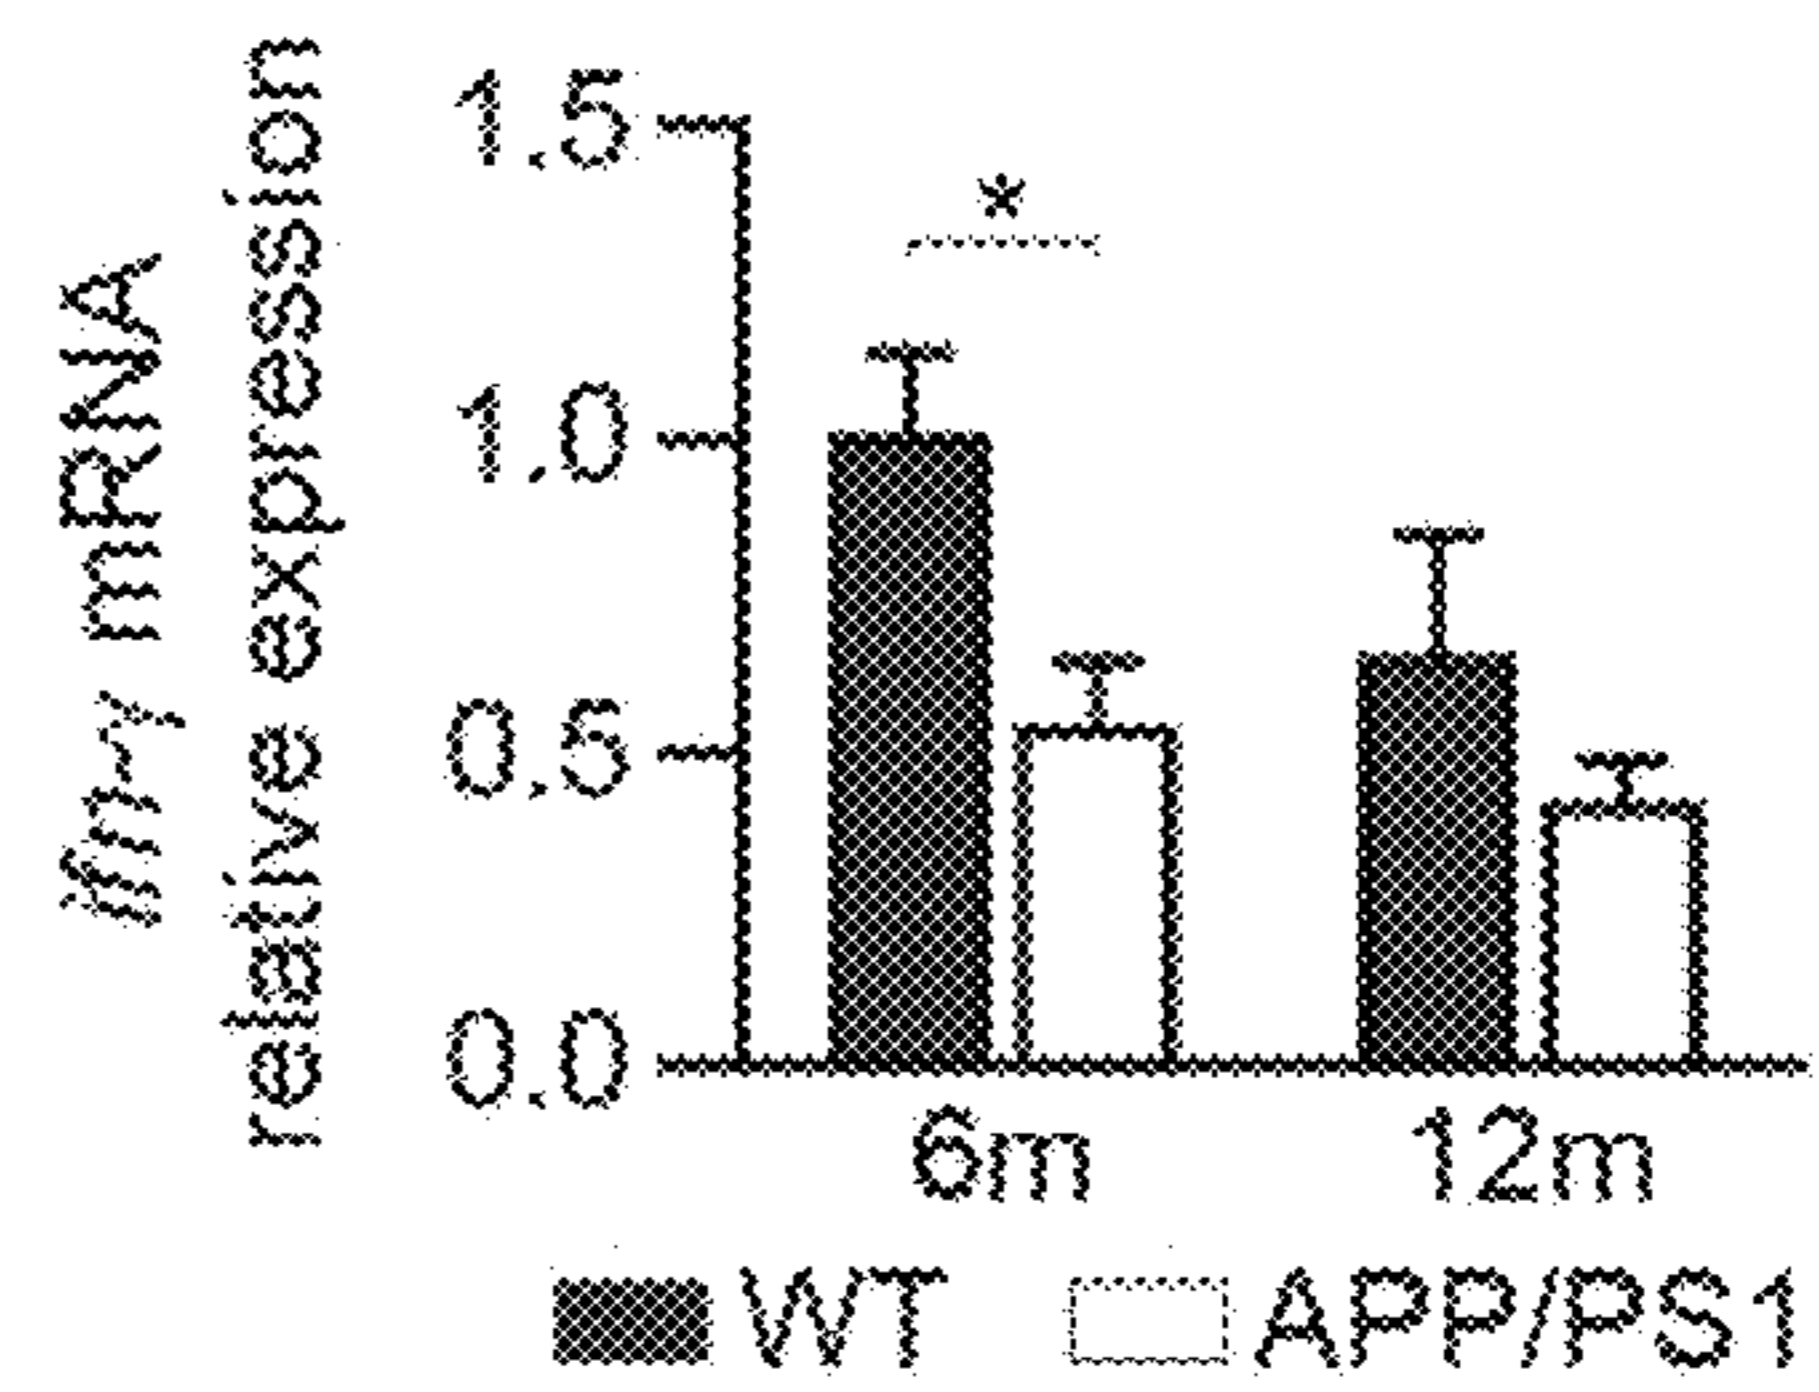 ifn-γ mRNA
relative expression
1.5
1.0
0.5
0.0
*
6m 12m
WT APP/PS1